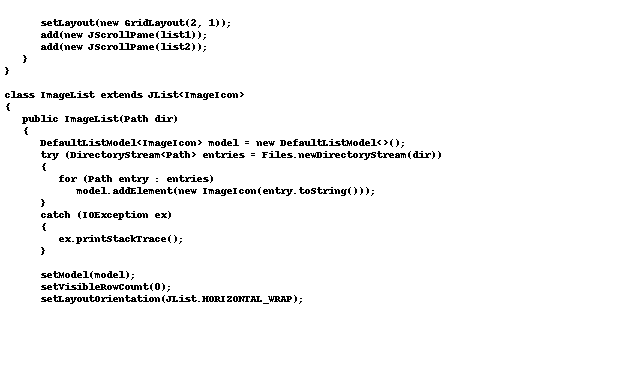 setLayout(new GridLayout(2, 1));
      add(new JScrollPane(list1));
      add(new JScrollPane(list2));
   }
}
class ImageList extends JList<ImageIcon>
{
   public ImageList(Path dir)
   {
      DefaultListModel<ImageIcon> model = new DefaultListModel<>();
      try (DirectoryStream<Path> entries = Files.newDirectoryStream(dir))
      {
         for (Path entry : entries)
            model.addElement(new ImageIcon(entry.toString()));
      }
      catch (IOException ex)
      {
         ex.printStackTrace();
      }
      setModel(model);
      setVisibleRowCount(0);
      setLayoutOrientation(JList.HORIZONTAL_WRAP);